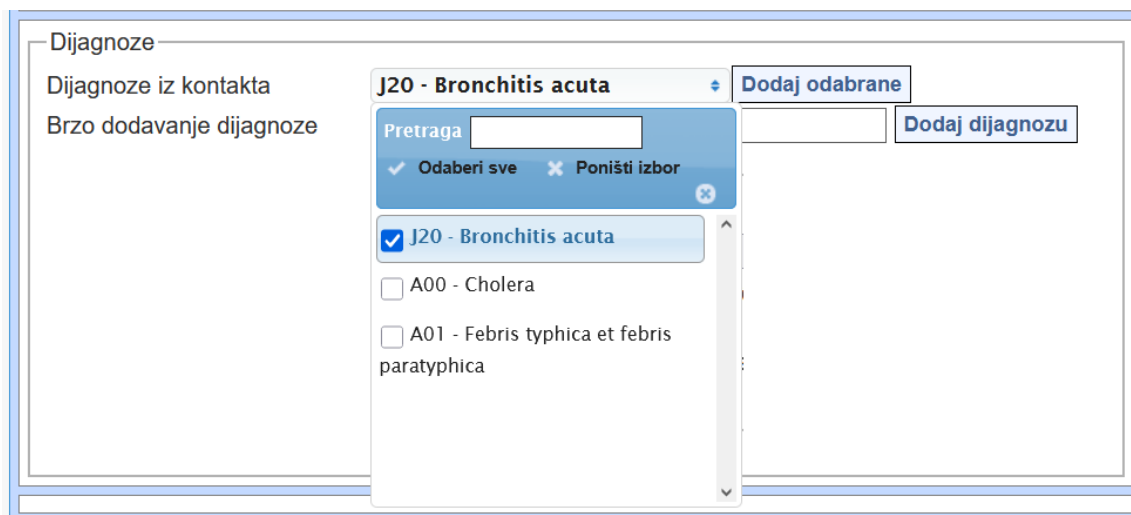 Dijagnoze
Dijagnoze iz kontakta
J20 - Bronchitis acuta
Dodaj odabrane
Brzo dodavanje dijagnoze
Dodaj dijagnozu
Pretraga
Odaberi sve
Poništi izbor
J20 - Bronchitis acuta
A00 - Cholera
A01 - Febris typhica et febris
paratyphica